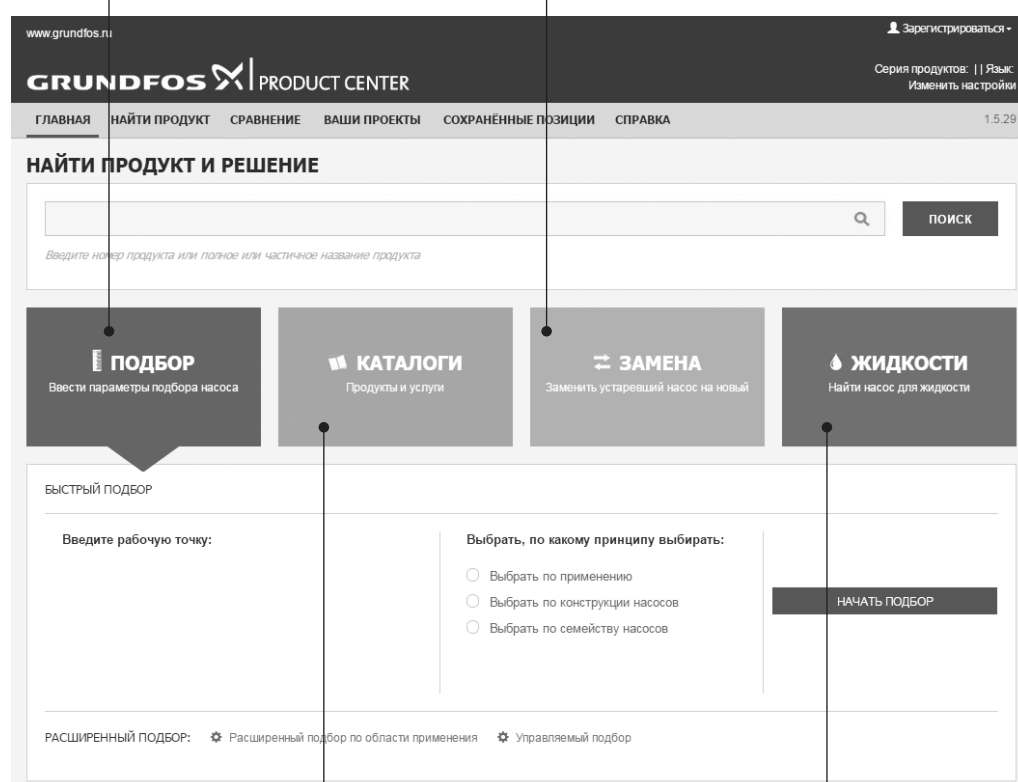 www.grundfos.ru
Зарегистрироваться
GRUNDFOS PRODUCT CENTER
Серия продуктов: | | Язык:
Изменить настройки
ГЛАВНАЯ НАЙТИ ПРОДУКТ СРАВНЕНИЕ ВАШИ ПРОЕКТЫ СОХРАНЁННЫЕ ПОЗИЦИИ СПРАВКА 1.5.29
НАЙТИ ПРОДУКТ И РЕШЕНИЕ
ПОИСК
Введите номер продукта или полное или частичное название продукта
ПОДБОР
Ввести параметры подбора насоса
КАТАЛОГИ
Продукты и услуги
ЗАМЕНА
Заменить устаревший насос на новый
ЖИДКОСТИ
Найти насос для жидкости
БЫСТРЫЙ ПОДБОР
Введите рабочую точку:
Выбрать, по какому принципу выбирать:
Выбрать по применению
Выбрать по конструкции насосов
Выбрать по семейству насосов
НАЧАТЬ ПОДБОР
РАСШИРЕННЫЙ ПОДБОР: Расширенный подбор по области применения Управляемый подбор